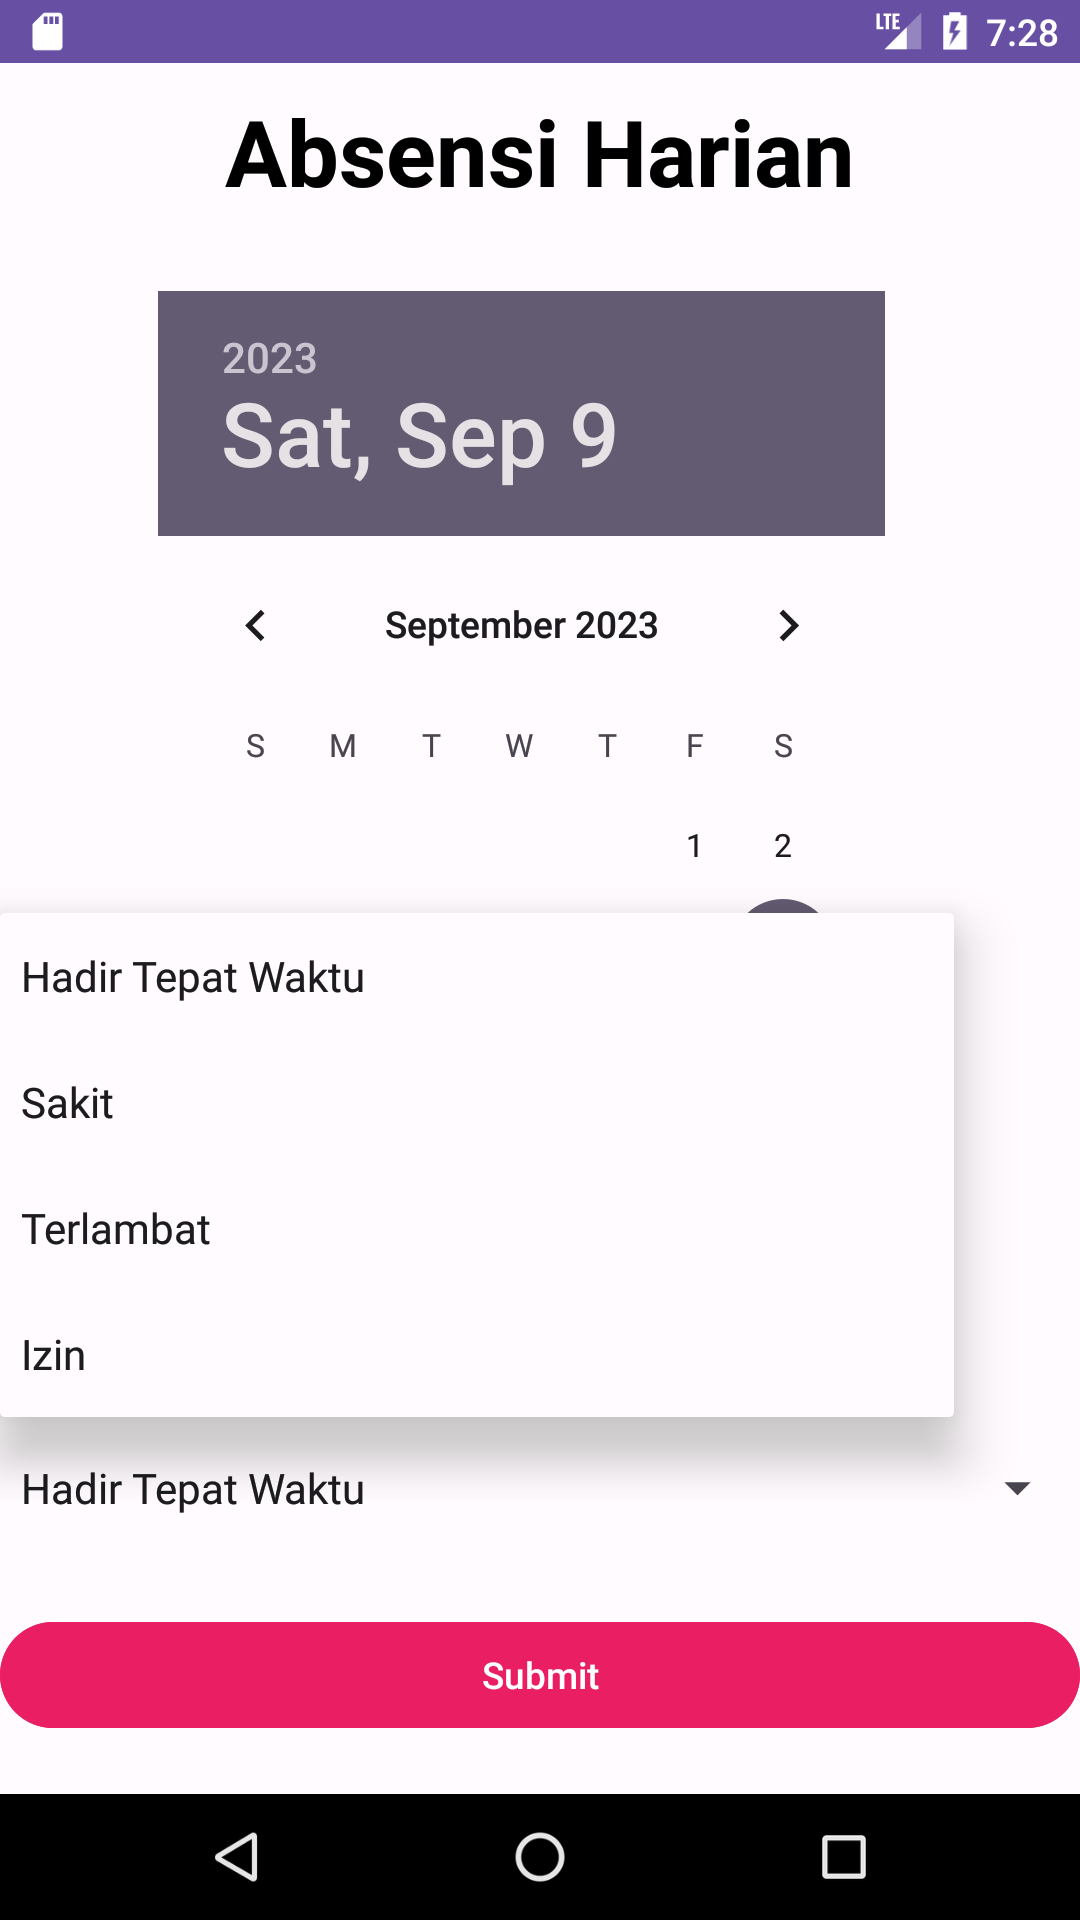 LTE 7:28
Absensi Harian
2023
Sat, Sep 9
September 2023
S M T W T F S
1 2
Hadir Tepat Waktu
Sakit
Terlambat
Izin
Hadir Tepat Waktu
Submit